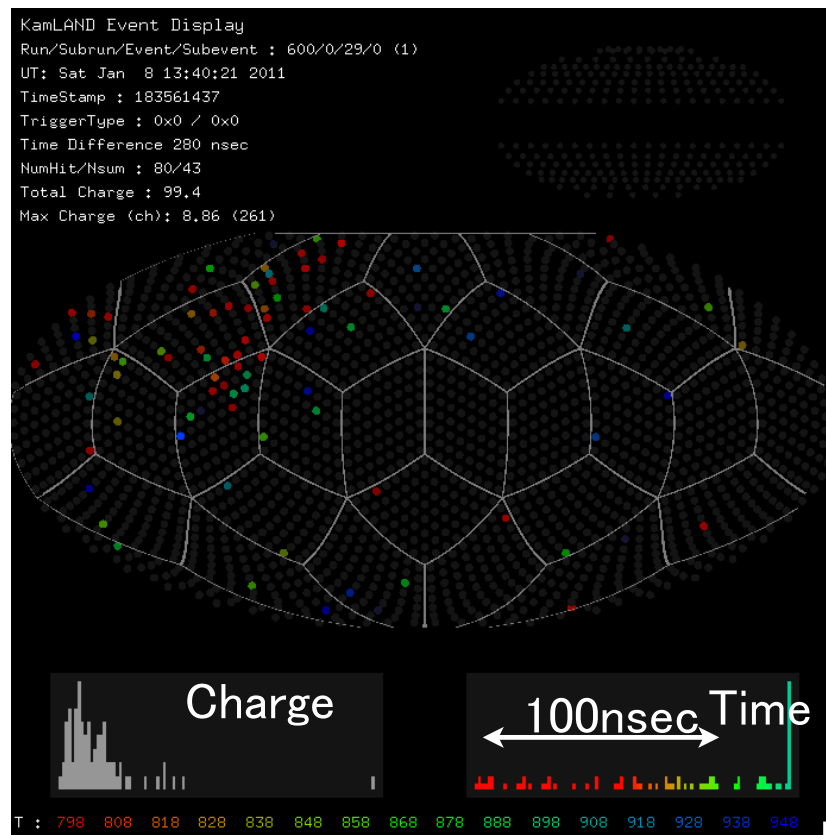 KamLAND Event Display
Run/Subrun/Event/Subevent : 600/0/29/0 (1)
UT: Sat Jan  8 13:40:21 2011
TimeStamp : 183561437
TriggerType : 0x0 / 0x0
Time Difference 280 nsec
NumHit/Nsum : 80/43
Total Charge : 99.4
Max Charge (ch): 8.86 (261)
Charge
100nsec Time
T : 798 808 818 828 838 848 858 868 878 888 898 908 918 928 938 948